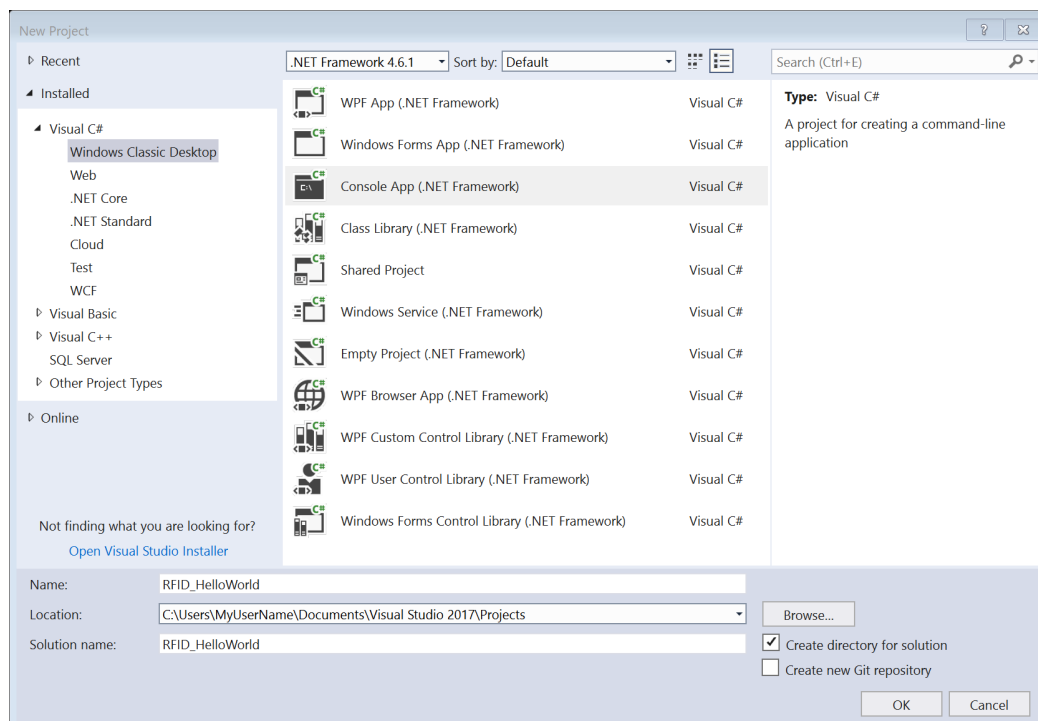 New Project
Recent
Installed
Visual C#
Windows Classic Desktop
Web
.NET Core
.NET Standard
Cloud
Test
WCF
Visual Basic
Visual C++
SQL Server
Other Project Types
Online
Not finding what you are looking for?
Open Visual Studio Installer
.NET Framework 4.6.1 Sort by: Default
C# WPF App (.NET Framework) Visual C#
C# Windows Forms App (.NET Framework) Visual C#
C# C:\ Console App (.NET Framework) Visual C#
C# Class Library (.NET Framework) Visual C#
C# Shared Project Visual C#
C# Windows Service (.NET Framework) Visual C#
C# Empty Project (.NET Framework) Visual C#
C# WPF Browser App (.NET Framework) Visual C#
C# WPF Custom Control Library (.NET Framework) Visual C#
C# WPF User Control Library (.NET Framework) Visual C#
C# Windows Forms Control Library (.NET Framework) Visual C#
Search (Ctrl+E)
Type: Visual C#
A project for creating a command-line
application
Name: RFID_HelloWorld
Location: C:\Users\MyUserName\Documents\Visual Studio 2017\Projects Browse...
Solution name: RFID_HelloWorld
Create directory for solution
Create new Git repository
OK Cancel